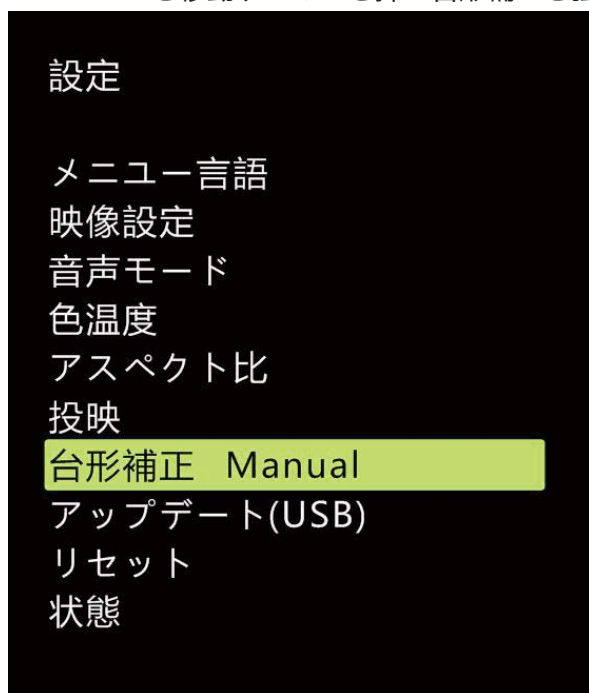 設定
メニュー言語
映像設定
音声モード
色温度
アスペクト比
投映
台形補正 Manual
アップデート(USB)
リセット
状態